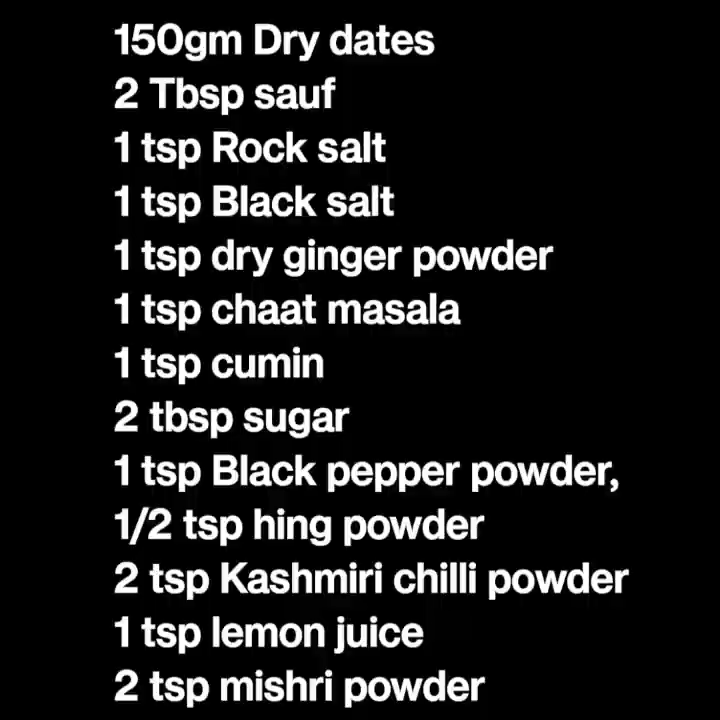 150gm Dry dates
2 Tbsp sauf
1 tsp Rock salt
1 tsp Black salt
1 tsp dry ginger powder
1 tsp chaat masala
1 tsp cumin
2 tbsp sugar
1 tsp Black pepper powder,
1/2 tsp hing powder
2 tsp Kashmiri chilli powder
1 tsp lemon juice
2 tsp mishri powder